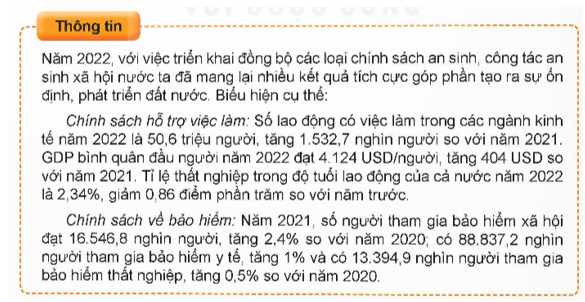 Thông tin
Năm 2022, với việc triển khai đồng bộ các loại chính sách an sinh, công tác an
sinh xã hội nước ta đã mang lại nhiều kết quả tích cực góp phần tạo ra sự ổn
định, phát triển đất nước. Biểu hiện cụ thể:
Chính sách hỗ trợ việc làm: Số lao động có việc làm trong các ngành kinh
tế năm 2022 là 50,6 triệu người, tăng 1.532,7 nghìn người so với năm 2021.
GDP bình quân đầu người năm 2022 đạt 4.124 USD/người, tăng 404 USD so
với năm 2021. Tỉ lệ thất nghiệp trong độ tuổi lao động của cả nước năm 2022
là 2,34%, giảm 0,86 điểm phần trăm so với năm trước.
Chính sách về bảo hiểm: Năm 2021, số người tham gia bảo hiểm xã hội
đạt 16.546,8 nghìn người, tăng 2,4% so với năm 2020; có 88.837,2 nghìn
người tham gia bảo hiểm y tế, tăng 1% và có 13.394,9 nghìn người tham gia
bảo hiểm thất nghiệp, tăng 0,5% so với năm 2020.